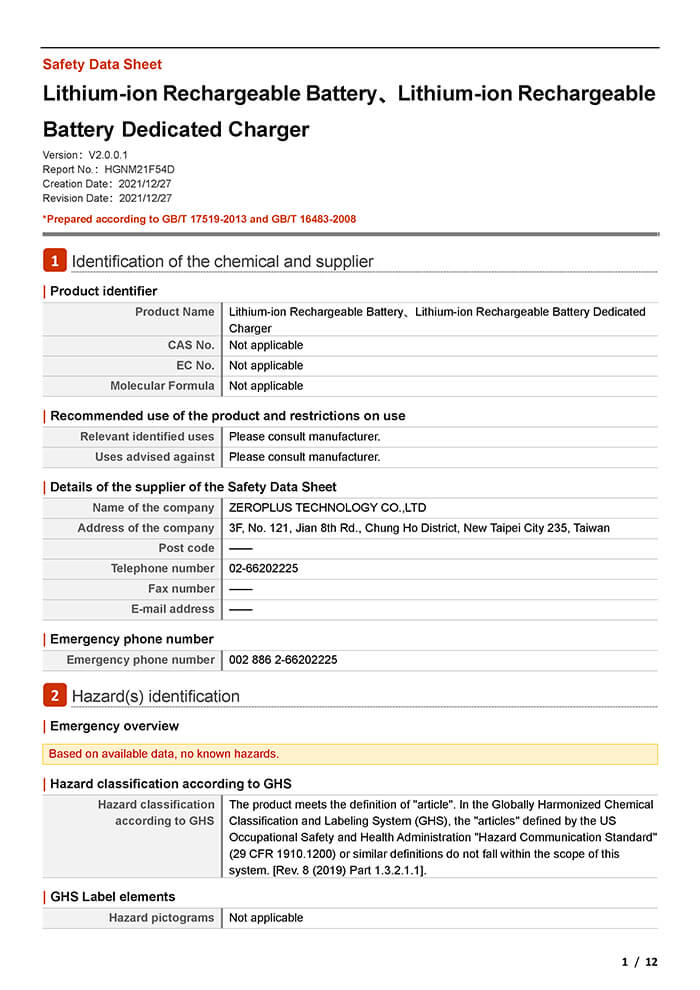 Safety Data Sheet
Lithium-ion Rechargeable Battery、Lithium-ion Rechargeable
Battery Dedicated Charger
Version：V2.0.0.1
Report No.：HGNM21F54D
Creation Date：2021/12/27
Revision Date：2021/12/27
*Prepared according to GB/T 17519-2013 and GB/T 16483-2008
1 Identification of the chemical and supplier
Product identifier
Product Name Lithium-ion Rechargeable Battery、Lithium-ion Rechargeable Battery Dedicated
Charger
CAS No. Not applicable
EC No. Not applicable
Molecular Formula Not applicable
Recommended use of the product and restrictions on use
Relevant identified uses Please consult manufacturer.
Uses advised against Please consult manufacturer.
Details of the supplier of the Safety Data Sheet
Name of the company ZEROPLUS TECHNOLOGY CO.,LTD
Address of the company 3F, No. 121, Jian 8th Rd., Chung Ho District, New Taipei City 235, Taiwan
Post code ——
Telephone number 02-66202225
Fax number ——
E-mail address ——
Emergency phone number
Emergency phone number 002 886 2-66202225
2 Hazard(s) identification
Emergency overview
Based on available data, no known hazards.
Hazard classification according to GHS
Hazard classification The product meets the definition of "article". In the Globally Harmonized Chemical
according to GHS Classification and Labeling System (GHS), the "articles" defined by the US
Occupational Safety and Health Administration "Hazard Communication Standard"
(29 CFR 1910.1200) or similar definitions do not fall within the scope of this
system. [Rev. 8 (2019) Part 1.3.2.1.1].
GHS Label elements
Hazard pictograms Not applicable
1 / 12